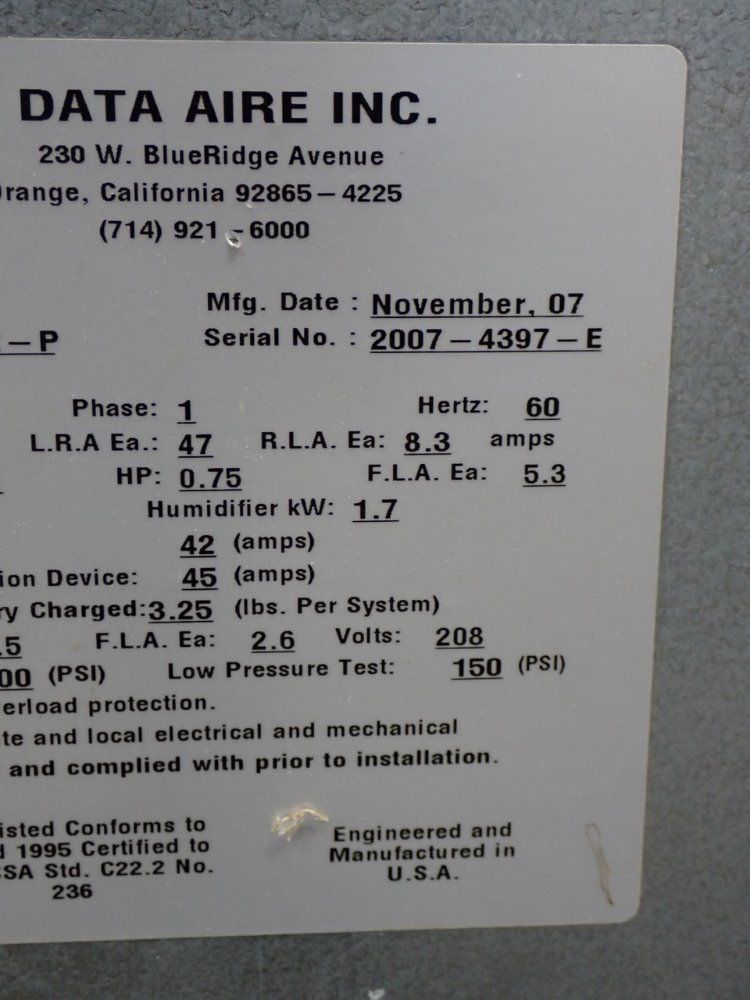 DATA AIRE INC.
230 W. BlueRidge Avenue
range, California 92865-4225
(714) 921-6000
Mfg. Date : November, 07
-P Serial No. : 2007-4397-E
Phase: 1 Hertz: 60
L.R.A Ea.: 47 R.L.A. Ea: 8.3 amps
HP: 0.75 F.L.A. Ea: 5.3
Humidifier kW: 1.7
42 (amps)
ion Device: 45 (amps)
ry Charged:3.25 (lbs. Per System)
.5 F.L.A. Ea: 2.6 Volts: 208
00 (PSI) Low Pressure Test: 150 (PSI)
erload protection.
te and local electrical and mechanical
and complied with prior to installation.
isted Conforms to
1995 Certified to
SA Std. C22.2 No.
236
Engineered and
Manufactured in
U.S.A.